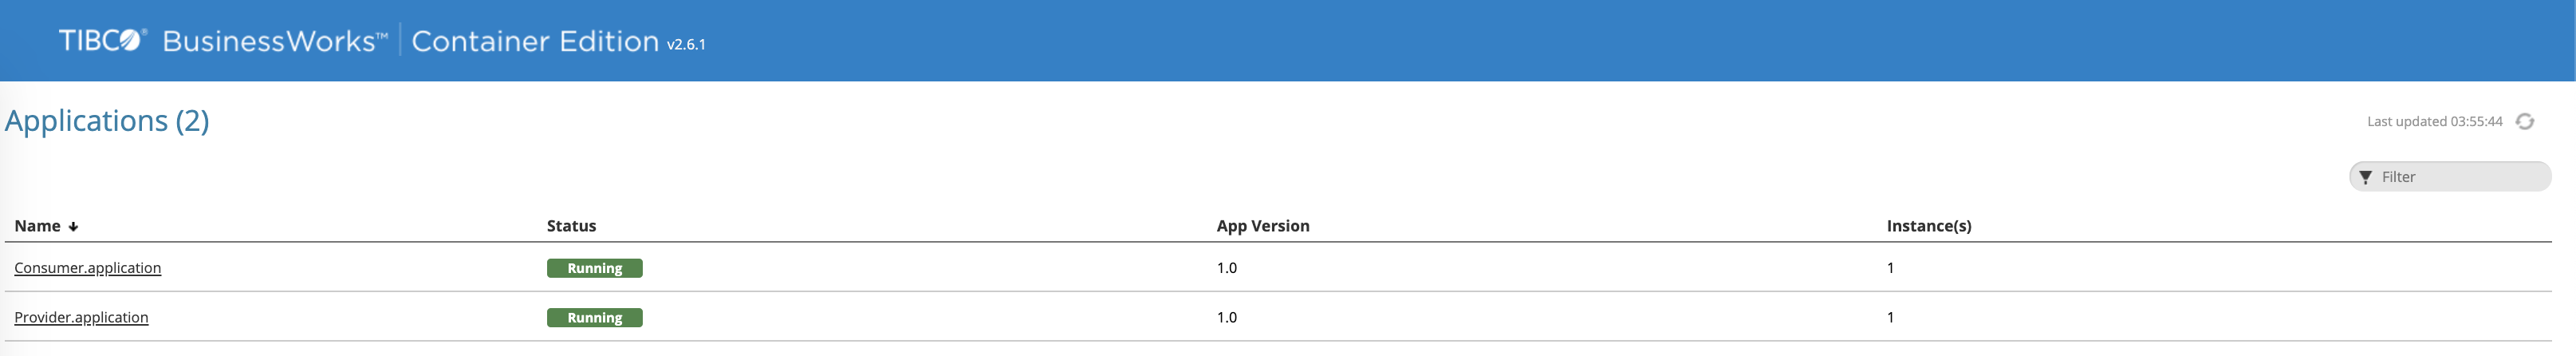 TIBCO® BusinessWorks™ Container Edition v2.6.1
Applications (2)
Last updated 03:55:44
Filter
Name Status App Version Instance(s)
Consumer.application Running 1.0 1
Provider.application Running 1.0 1